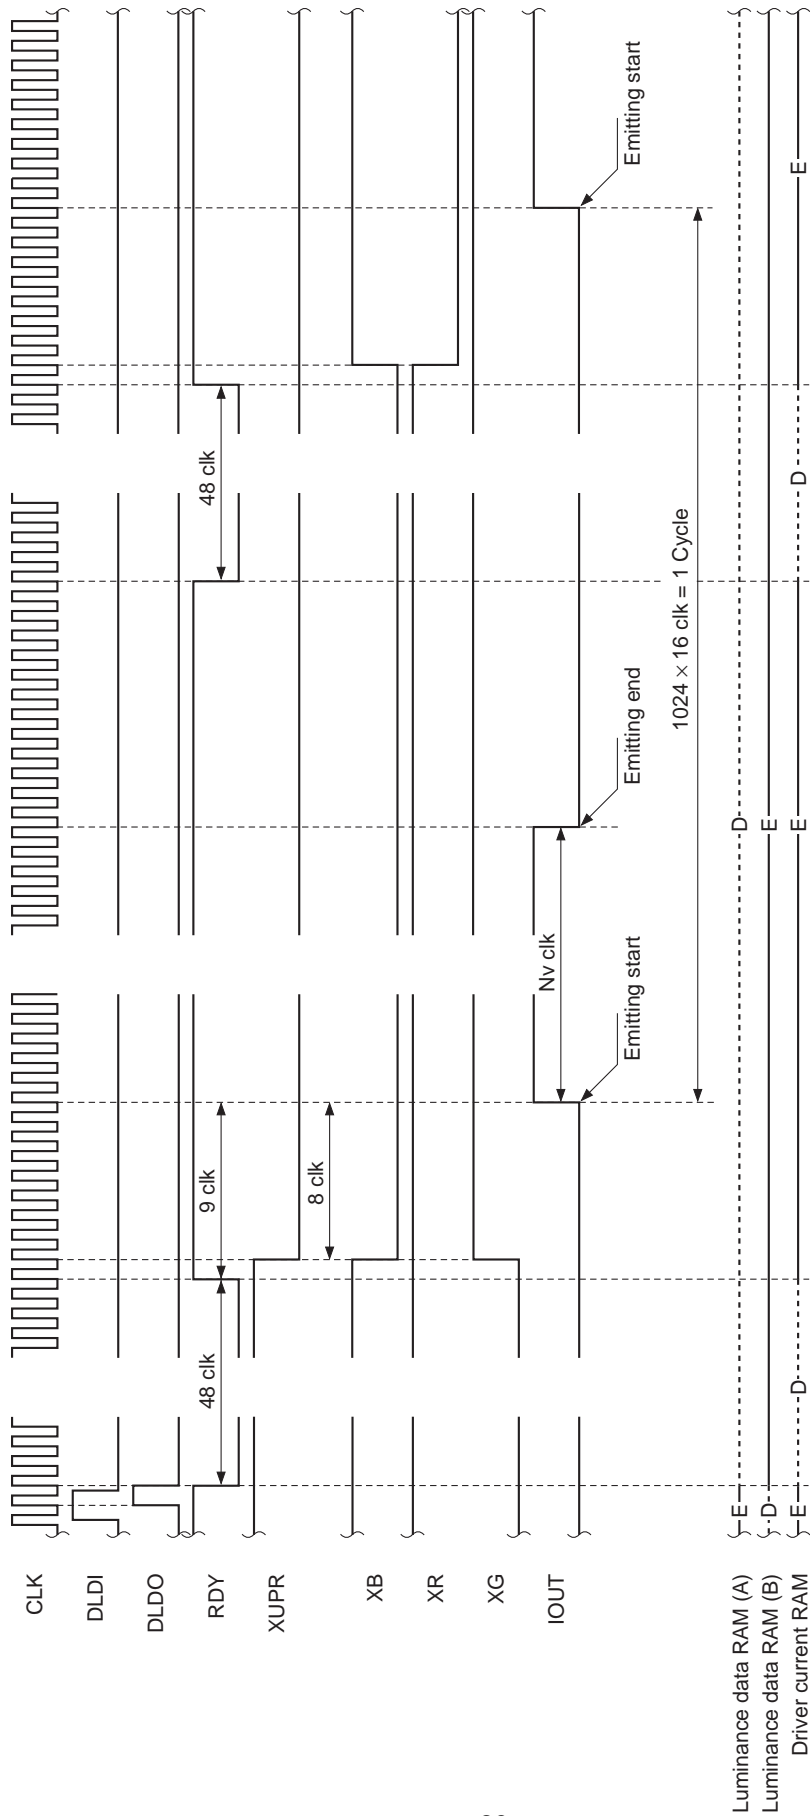 CLK
DLDI
DLDO
RDY
48 clk
9 clk
48 clk
XUPR
8 clk
XB
XR
XG
IOUT
Nv clk
Emitting start
Emitting end
Emitting start
1024 × 16 clk = 1 Cycle
Luminance data RAM (A)
E
D
Luminance data RAM (B)
D
E
Driver current RAM
E
D
E
D
E